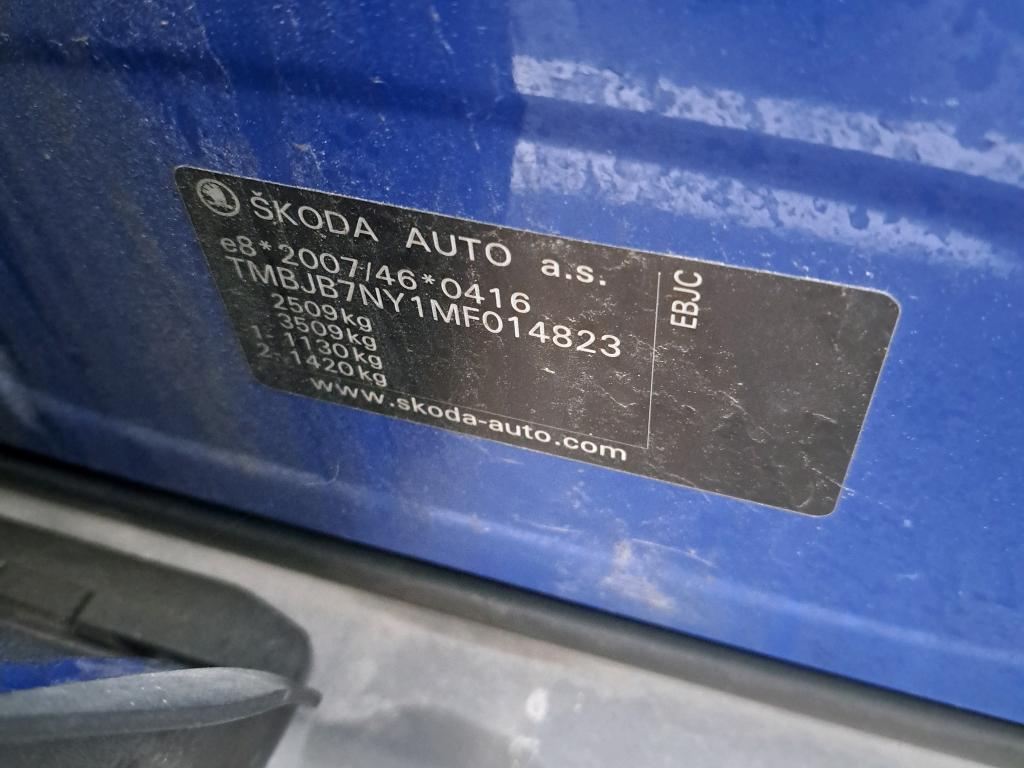 ŠKODA AUTO a.s.
e8*2007/46*0416
TMBJB7NY1MF014823
2509kg
3509kg
1. 1130kg
2. 1420kg
www.skoda-auto.com
EBJC